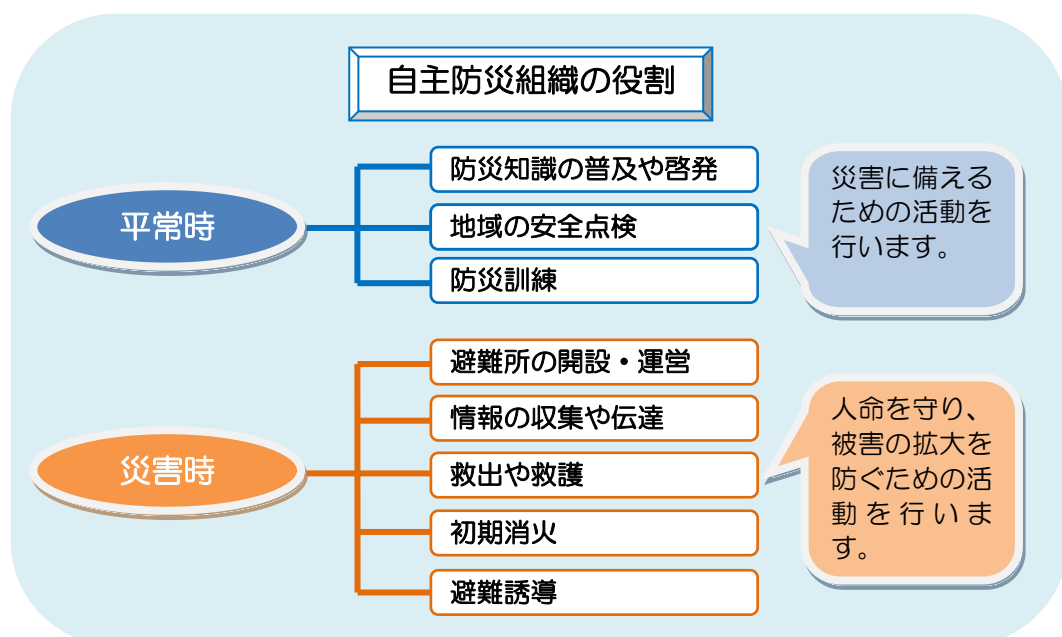 自主防災組織の役割
平常時
防災知識の普及や啓発
地域の安全点検
防災訓練
災害に備える
ための活動を
行います。
災害時
避難所の開設・運営
情報の収集や伝達
救出や救護
初期消火
避難誘導
人命を守り、
被害の拡大を
防ぐための活
動を行いま
す。